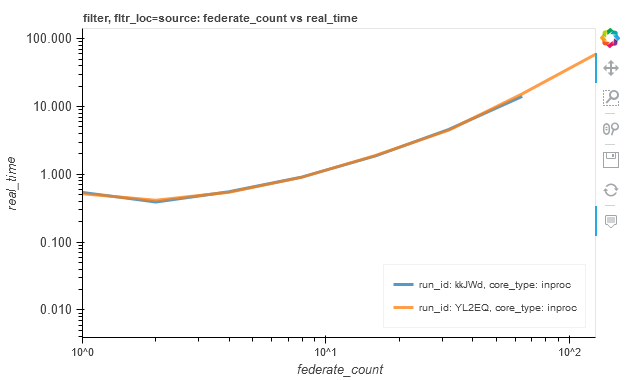 filter, fltr_loc=source: federate_count vs real_time
100.000
10.000
1.000
0.100
0.010
real_time
run_id: kkJWd, core_type: inproc
run_id: YL2EQ, core_type: inproc
10^0
10^1
10^2
federate_count